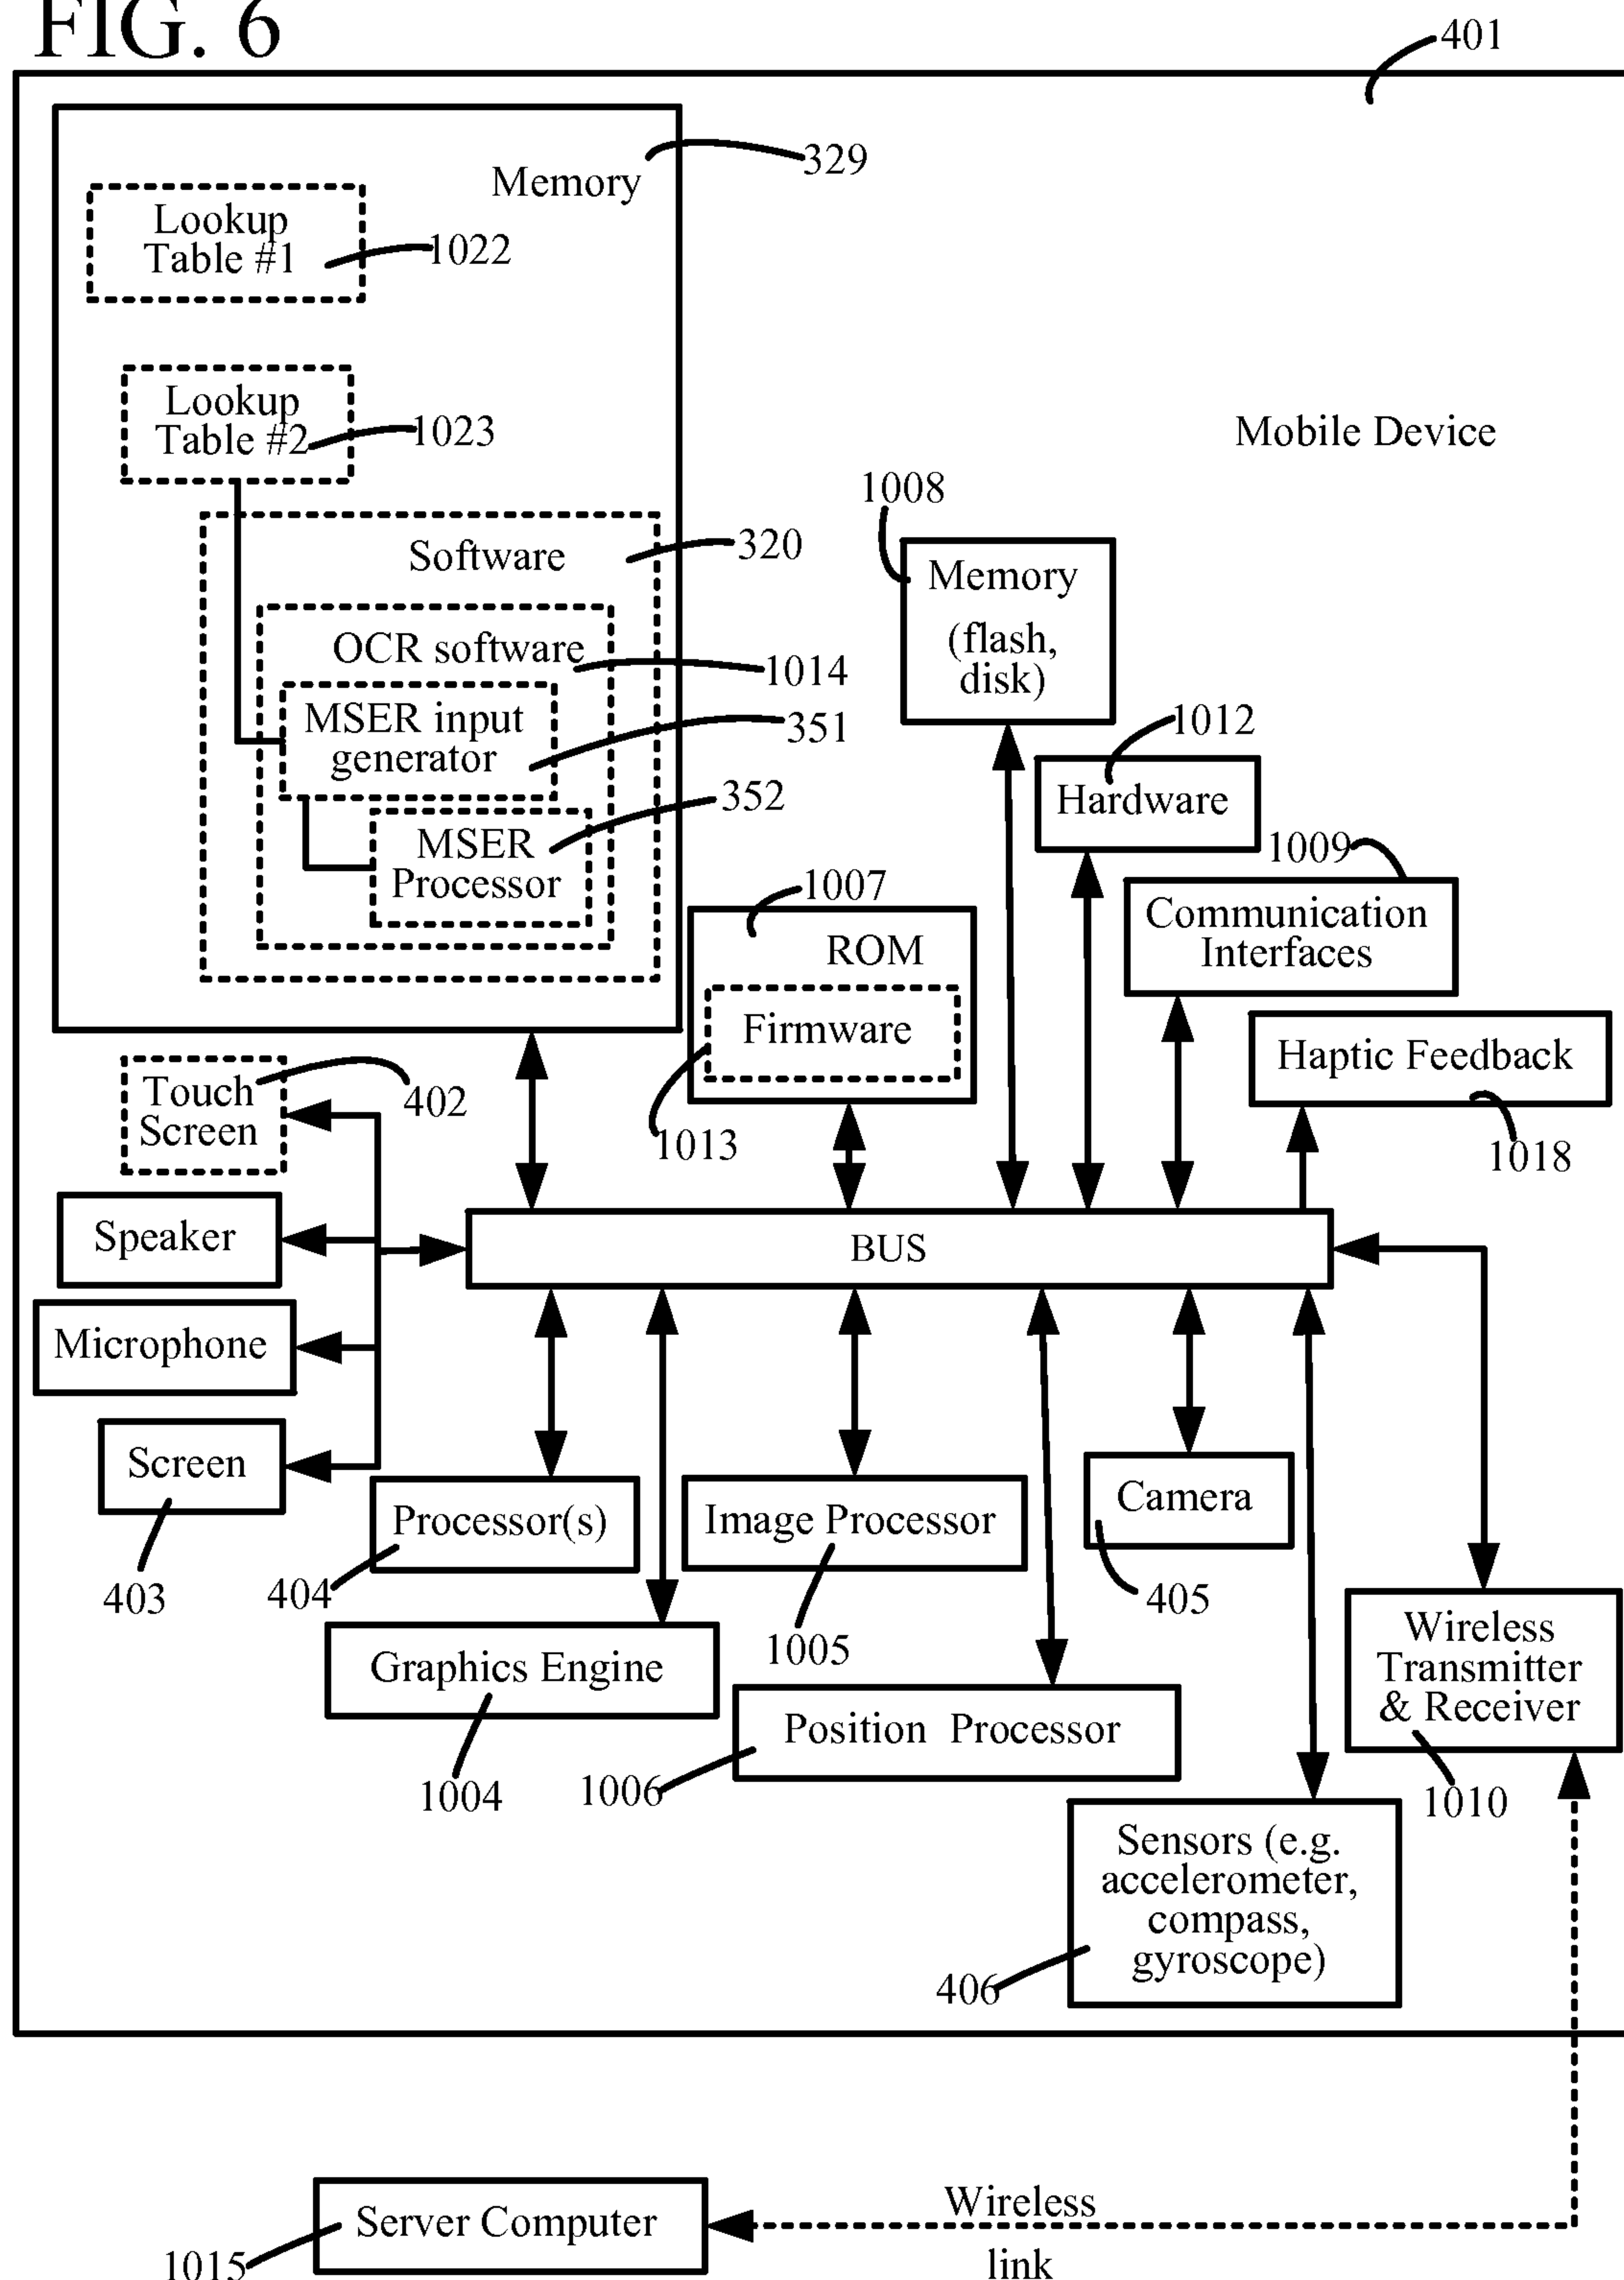 FIG. 6
401
Memory
329
Lookup
Table #1
1022
Lookup
Table #2
1023
Mobile Device
Software
320
OCR software
1014
MSER input
generator
351
MSER
Processor
352
1008
Memory
(flash,
disk)
1012
Hardware
1009
Communication
Interfaces
1007
ROM
Firmware
1013
Haptic Feedback
1018
Touch
Screen
402
Speaker
BUS
Microphone
Screen
403
Processor(s)
404
Image Processor
1005
Camera
405
Graphics Engine
1004
Position Processor
1006
Wireless
Transmitter
& Receiver
1010
Sensors (e.g.
accelerometer,
compass,
gyroscope)
406
Server Computer
1015
Wireless
link